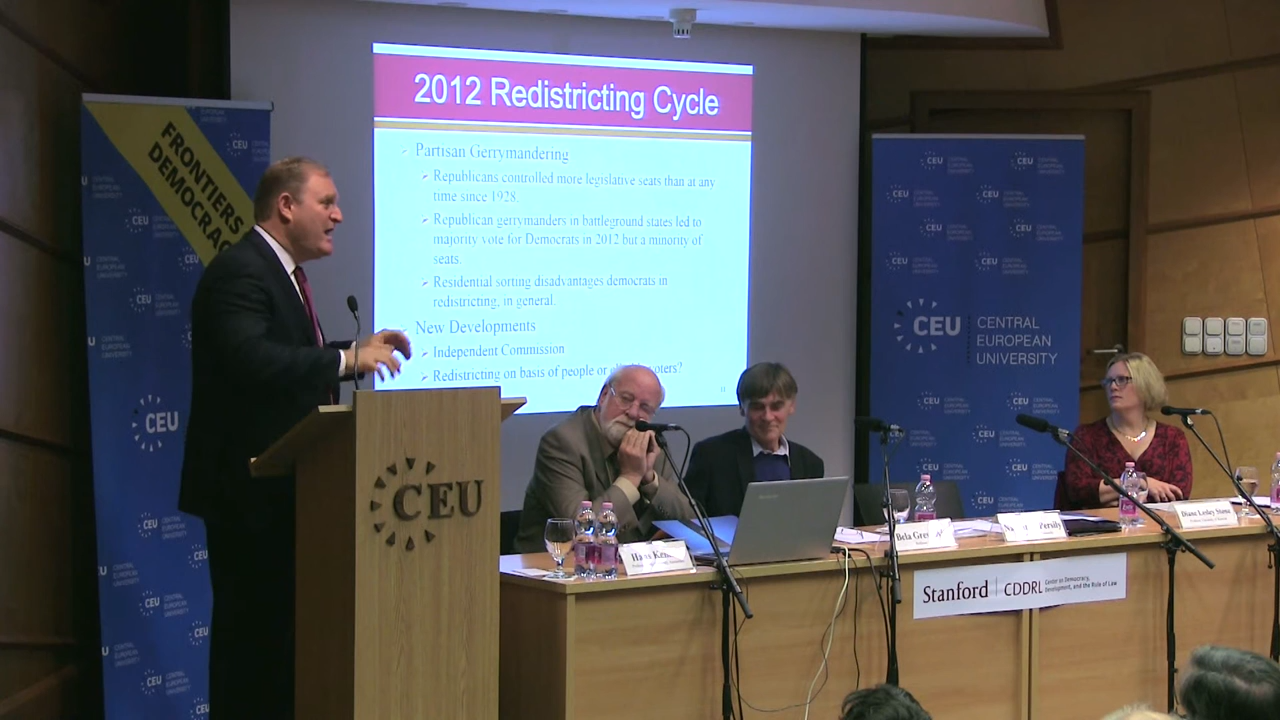 2012 Redistricting Cycle
Partisan Gerrymandering
Republicans controlled more legislative seats than at any
time since 1928.
Republican gerrymanders in battleground states led to
majority vote for Democrats in 2012 but a minority of
seats.
Residential sorting disadvantages democrats in
redistricting, in general.
New Developments
Independent Commission
Redistricting on basis of people or
FRONTIERS
DEMOCRAC
CEU
CEU
CEU
CENTRAL
EUROPEAN
UNIVERSITY
CEU
Bela
Diane Lesley Stone
Stanford CDDRL Center on Democracy,
Development, and the Rule of Law